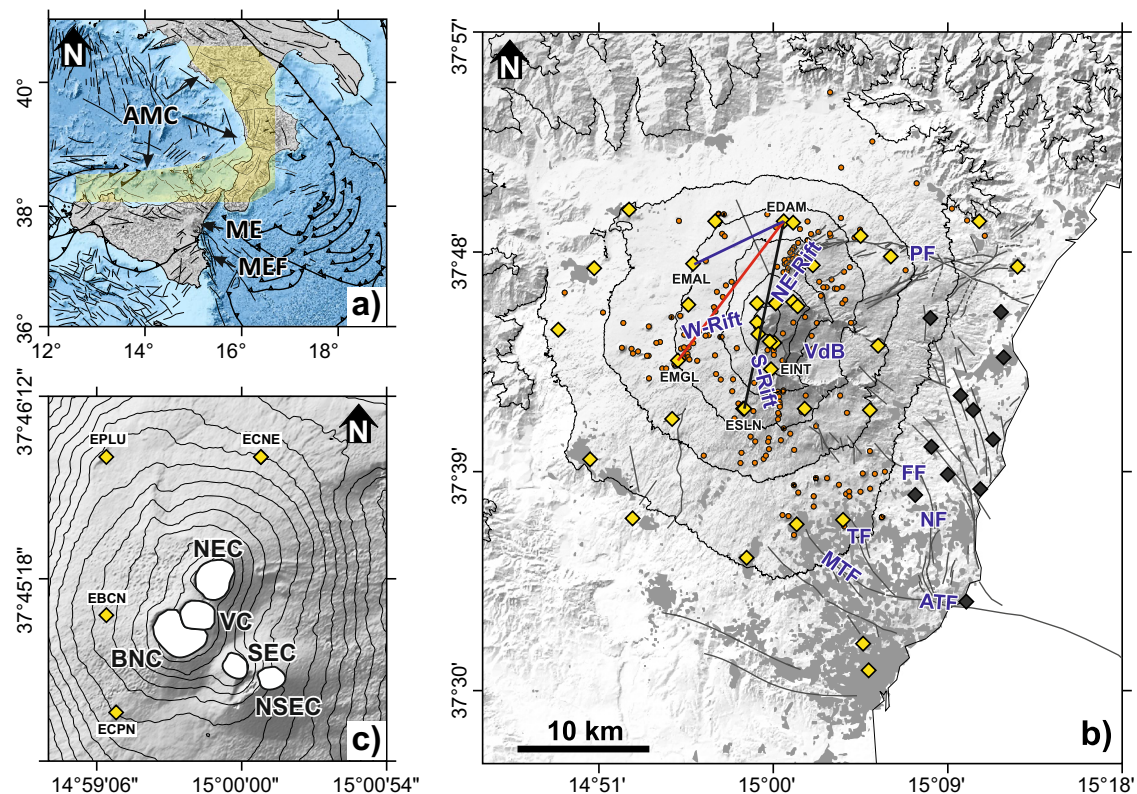 N
AMC
ME
MEF
a)
40°
38°
36°
12°
14°
16°
18°
37°46'12"
37°45'18"
N
EPLU
ECNE
NEC
EBCN
VC
BNC
SEC
NSEC
ECPN
c)
14°59'06"
15°00'00"
15°00'54"
37°57'
37°48'
37°39'
37°30'
N
EDAM
PF
EMAL
NE-Rift
W-Rift
VdB
EMGL
EINT
S-Rift
ESLN
FF
NF
TF
MTF
ATF
10 km
b)
14°51'
15°00'
15°09'
15°18'